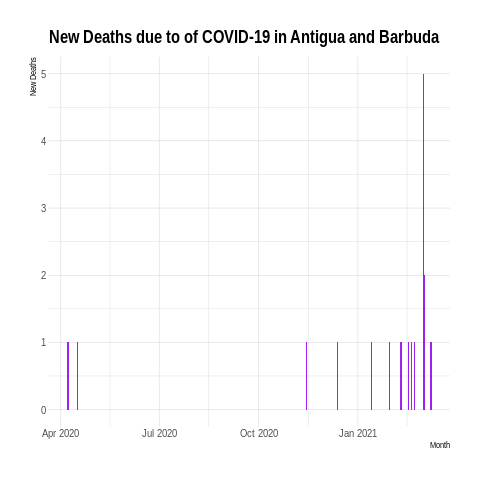 New Deaths due to of COVID-19 in Antigua and Barbuda
New Deaths
5
4
3
2
1
0
Apr 2020 Jul 2020 Oct 2020 Jan 2021
Month